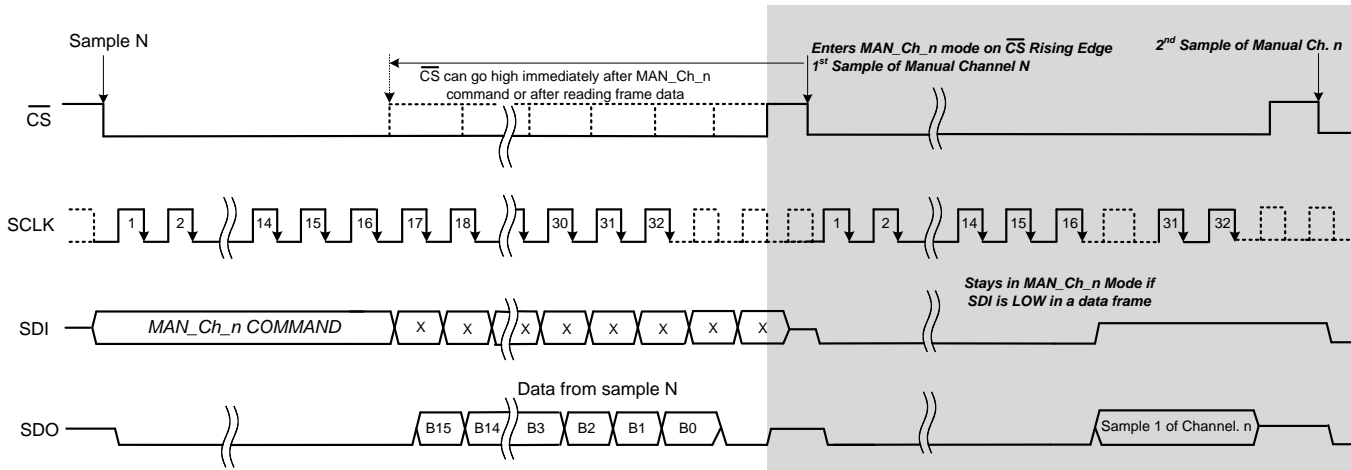 Sample N
Enters MAN_Ch_n mode on CS Rising Edge
1st Sample of Manual Channel N
2nd Sample of Manual Ch. n
CS can go high immediately after MAN_Ch_n
command or after reading frame data
CS
SCLK
1 2 14 15 16 17 18 30 31 32 1 2 14 15 16 31 32
Stays in MAN_Ch_n Mode if
SDI is LOW in a data frame
SDI
MAN_Ch_n COMMAND X X X X X X X X
Data from sample N
SDO
B15 B14 B3 B2 B1 B0 Sample 1 of Channel. n